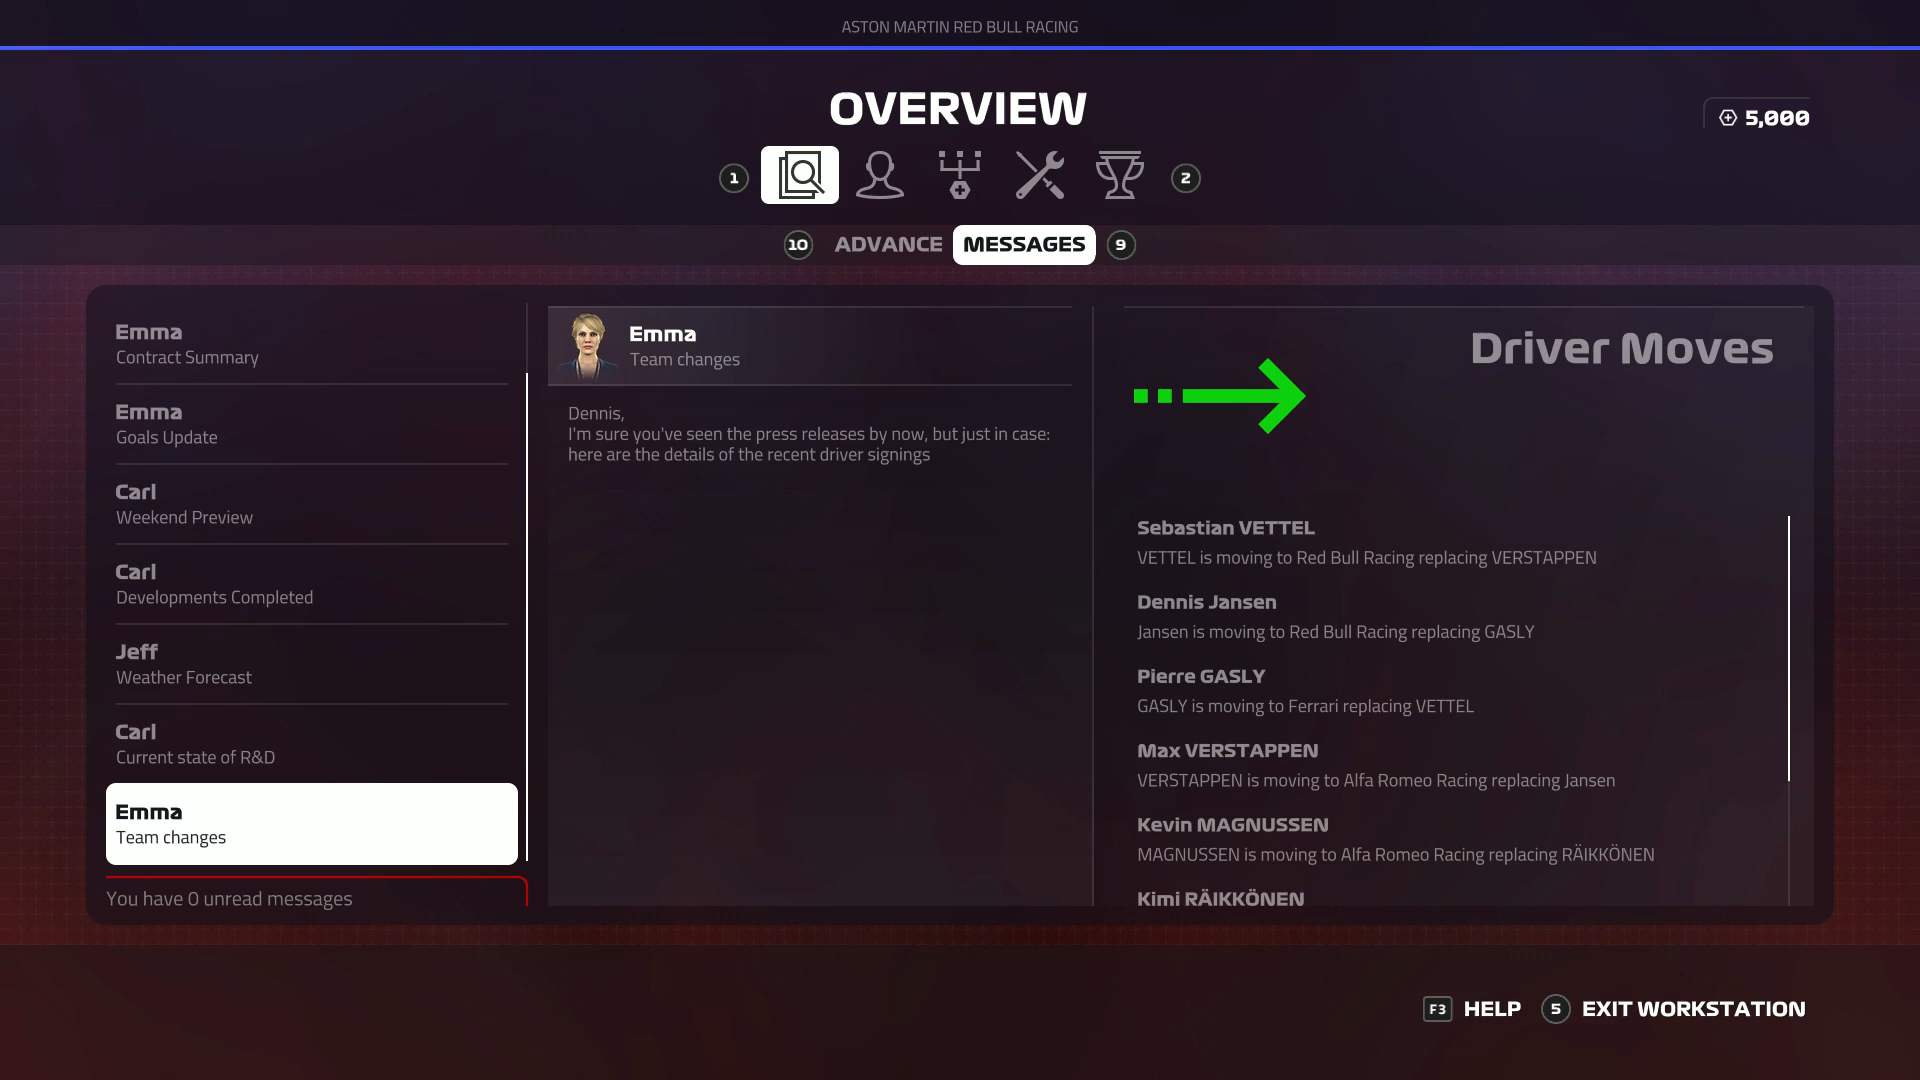 ASTON MARTIN RED BULL RACING
OVERVIEW
5,000
1
2
10 ADVANCE MESSAGES 9
Emma
Contract Summary
Emma
Goals Update
Carl
Weekend Preview
Carl
Developments Completed
Jeff
Weather Forecast
Carl
Current state of R&D
Emma
Team changes
You have 0 unread messages
Emma
Team changes
Dennis,
I'm sure you've seen the press releases by now, but just in case:
here are the details of the recent driver signings
Driver Moves
Sebastian VETTEL
VETTEL is moving to Red Bull Racing replacing VERSTAPPEN
Dennis Jansen
Jansen is moving to Red Bull Racing replacing GASLY
Pierre GASLY
GASLY is moving to Ferrari replacing VETTEL
Max VERSTAPPEN
VERSTAPPEN is moving to Alfa Romeo Racing replacing Jansen
Kevin MAGNUSSEN
MAGNUSSEN is moving to Alfa Romeo Racing replacing RÄIKKÖNEN
Kimi RÄIKKÖNEN
F3 HELP 5 EXIT WORKSTATION